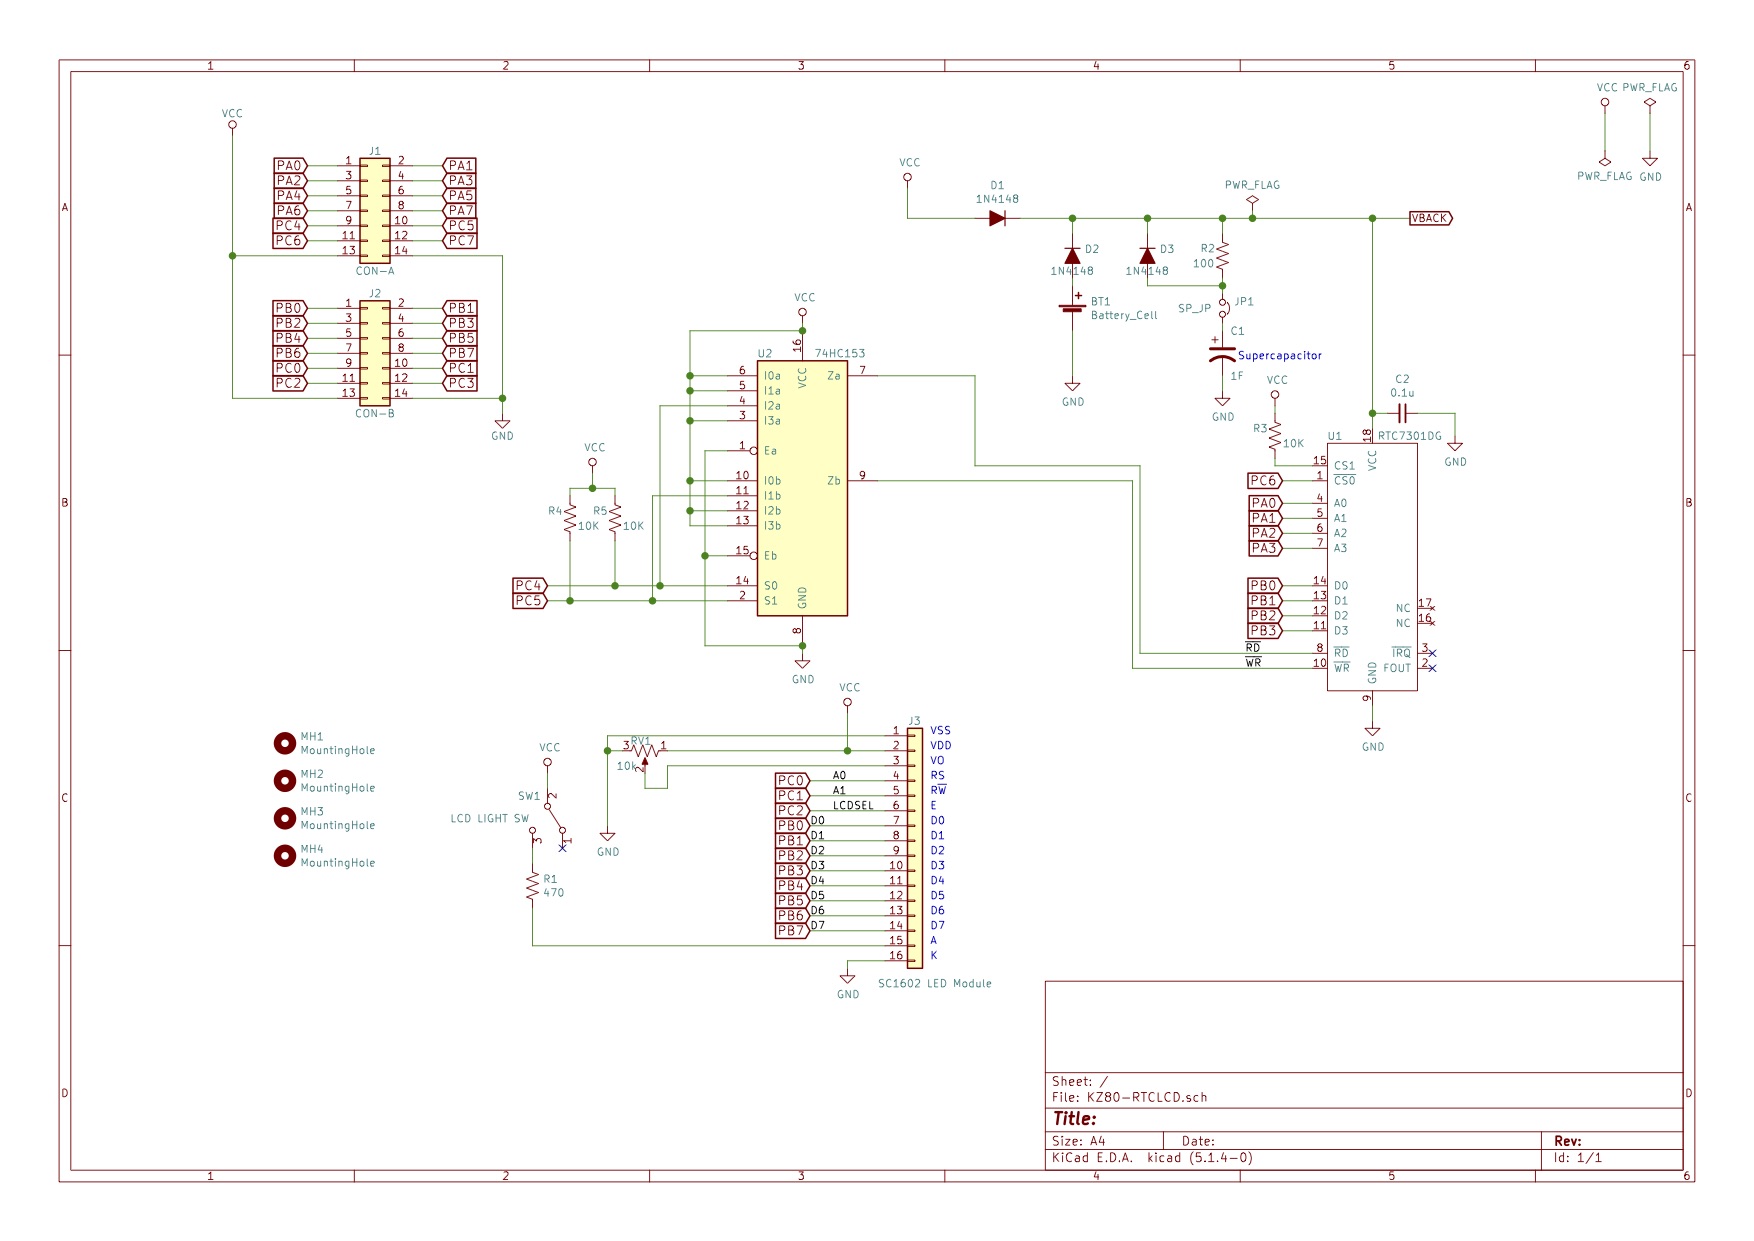 1 2 3 4 5 6
A
B
C
D
VCC
J1
PA0 1 2 PA1
PA2 3 4 PA3
PA4 5 6 PA5
PA6 7 8 PA7
PC4 9 10 PC5
PC6 11 12 PC7
13 14
CON-A
J2
PB0 1 2 PB1
PB2 3 4 PB3
PB4 5 6 PB5
PB6 7 8 PB7
PC0 9 10 PC1
PC2 11 12 PC3
13 14
CON-B
GND
VCC
D1
1N4148
PWR_FLAG
VBACK
D2
1N4148
D3
1N4148
R2
100
BT1
Battery_Cell
GND
SP_JP JP1
C1
Supercapacitor
1F
GND
VCC PWR_FLAG
PWR_FLAG GND
VCC
U2 74HC153
16
VCC
6 I0a Za 7
5 I1a
4 I2a
3 I3a
1 Ea
10 I0b Zb 9
11 I1b
12 I2b
13 I3b
15 Eb
14 S0
2 S1
GND
8
GND
VCC
R4 10K
R5 10K
PC4
PC5
VCC
R3
10K
C2
0.1u
GND
U1 RTC7301DG
18
VCC
15 CS1
PC6 1 CS0
PA0 4 A0
PA1 5 A1
PA2 6 A2
PA3 7 A3
PB0 14 D0
PB1 13 D1
PB2 12 D2
PB3 11 D3
RD 8 RD
WR 10 WR
NC 17
NC 16
IRQ 3
FOUT 2
GND
9
GND
MH1
MountingHole
MH2
MountingHole
MH3
MountingHole
MH4
MountingHole
VCC
SW1
2
LCD LIGHT SW
3 1
R1
470
VCC
3 RV1 1
10k
2
GND
J3
1 VSS
2 VDD
3 VO
PC0 A0 4 RS
PC1 A1 5 RW
PC2 LCDSEL 6 E
PB0 D0 7 D0
PB1 D1 8 D1
PB2 D2 9 D2
PB3 D3 10 D3
PB4 D4 11 D4
PB5 D5 12 D5
PB6 D6 13 D6
PB7 D7 14 D7
15 A
16 K
GND
SC1602 LED Module
Sheet: /
File: KZ80-RTCLCD.sch
Title:
Size: A4 Date: Rev:
KiCad E.D.A. kicad (5.1.4-0) Id: 1/1
A
B
C
D
1 2 3 4 5 6